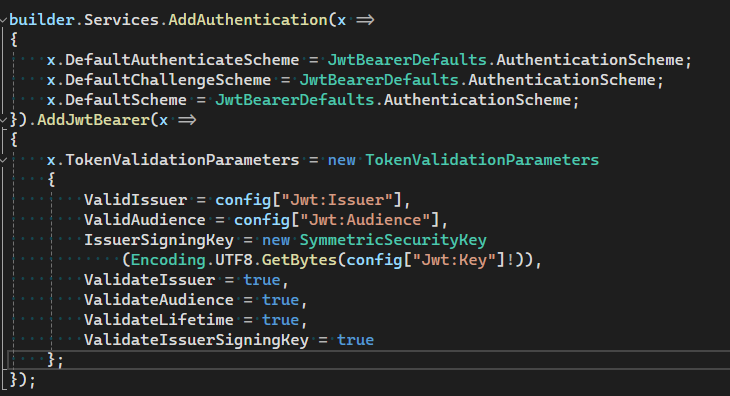 builder.Services.AddAuthentication(x =>
{
    x.DefaultAuthenticateScheme = JwtBearerDefaults.AuthenticationScheme;
    x.DefaultChallengeScheme = JwtBearerDefaults.AuthenticationScheme;
    x.DefaultScheme = JwtBearerDefaults.AuthenticationScheme;
}).AddJwtBearer(x =>
{
    x.TokenValidationParameters = new TokenValidationParameters
    {
        ValidIssuer = config["Jwt:Issuer"],
        ValidAudience = config["Jwt:Audience"],
        IssuerSigningKey = new SymmetricSecurityKey
            (Encoding.UTF8.GetBytes(config["Jwt:Key"]!)),
        ValidateIssuer = true,
        ValidateAudience = true,
        ValidateLifetime = true,
        ValidateIssuerSigningKey = true
    };
});